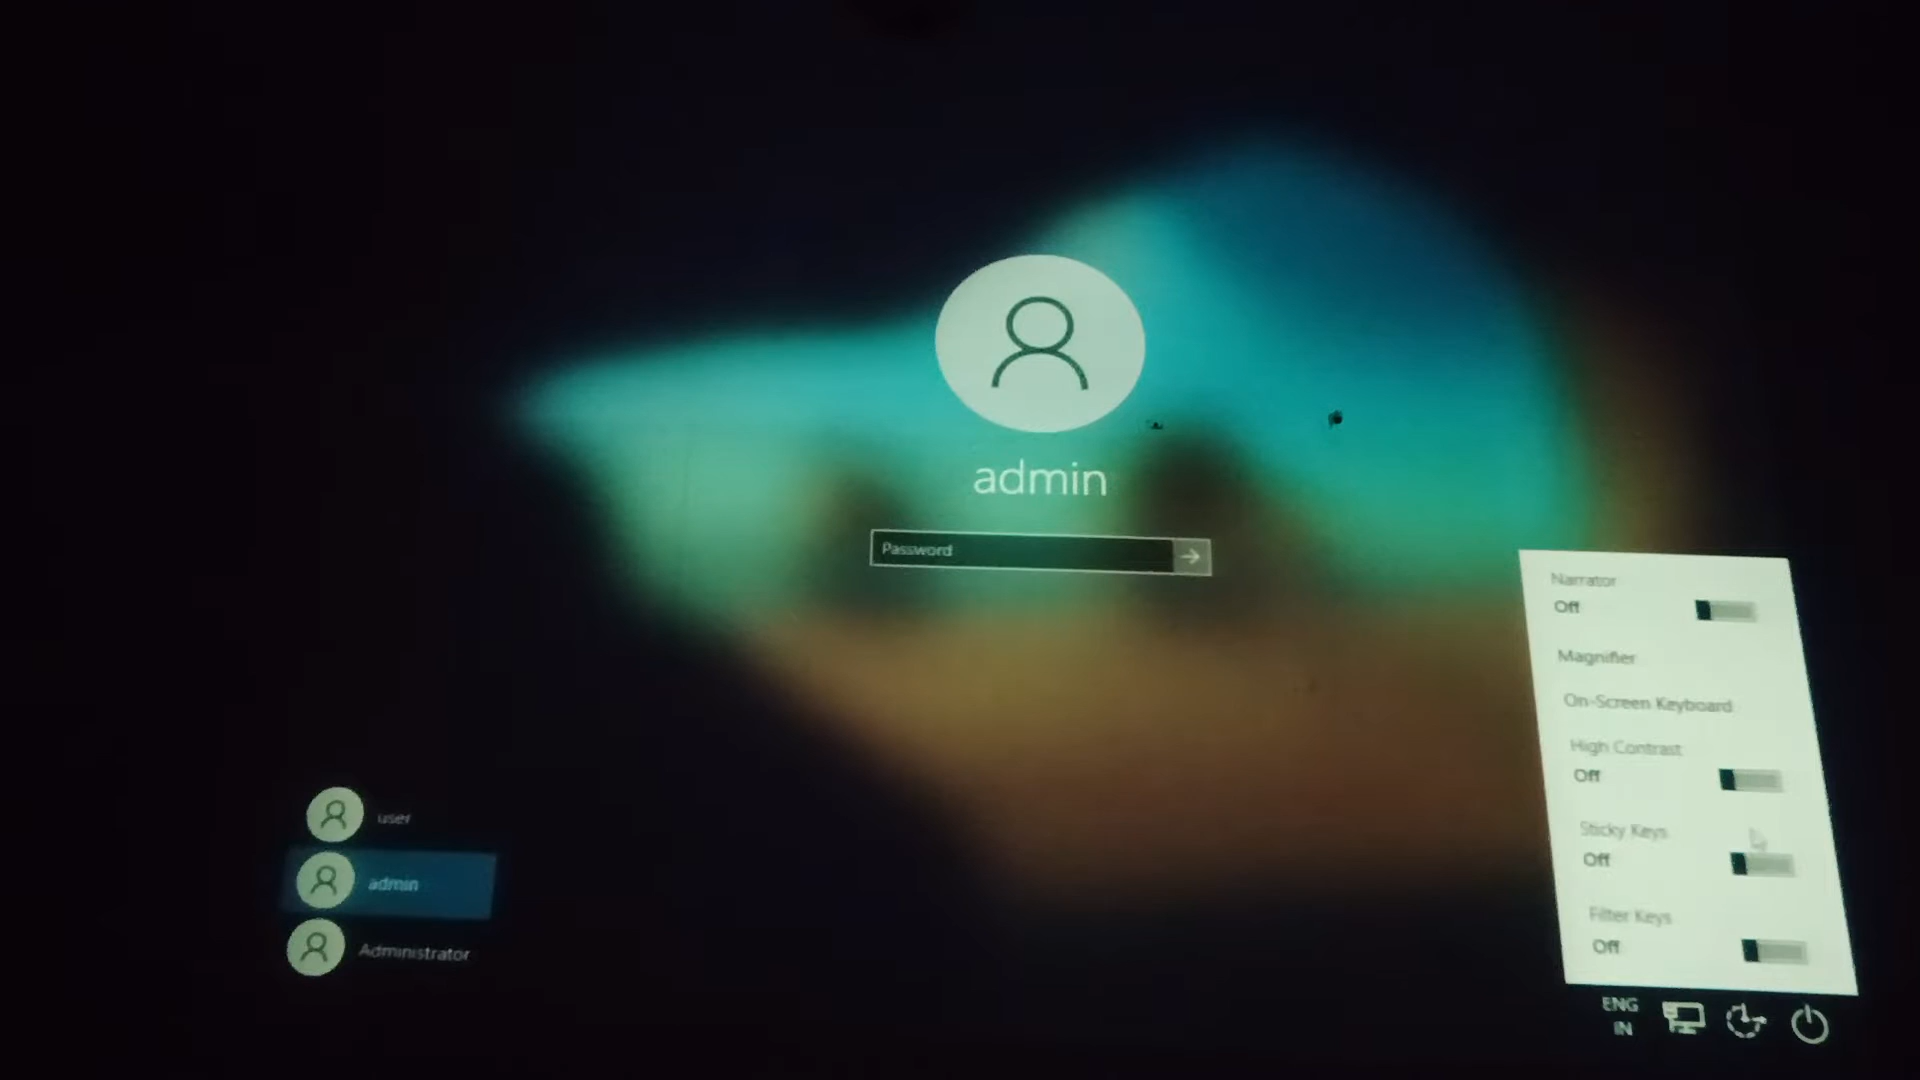 admin
Password
user
admin
Administrator
Narrator
Off
Magnifier
On-Screen Keyboard
High Contrast
Off
Sticky Keys
Off
Filter Keys
Off
ENG
IN